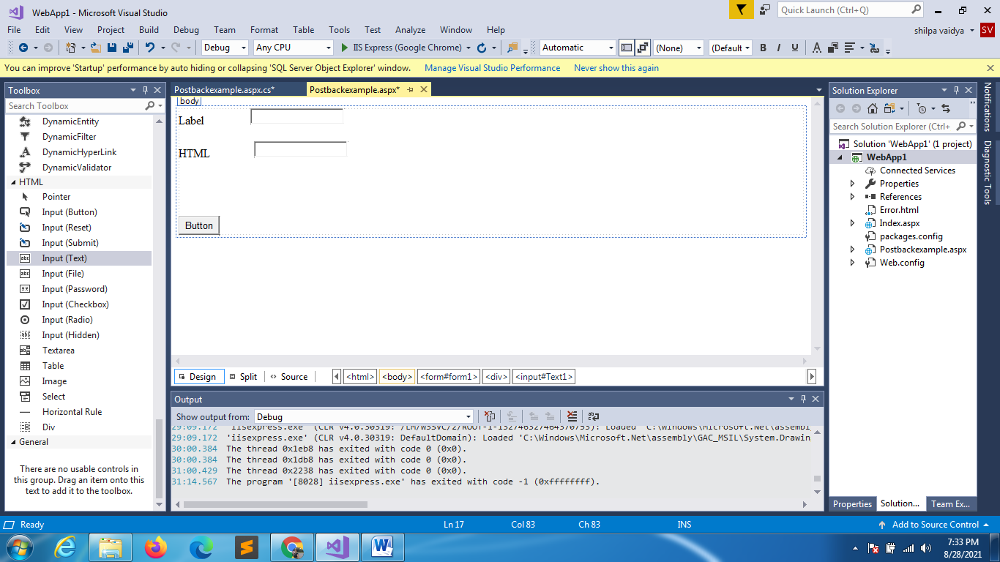 WebApp1 - Microsoft Visual Studio
Quick Launch (Ctrl+Q)
File Edit View Project Build Debug Team Format Table Tools Test Analyze Window Help
shilpa vaidya SV
Debug Any CPU IIS Express (Google Chrome) Automatic (None) (Default B I U A
You can improve 'Startup' performance by auto hiding or collapsing 'SQL Server Object Explorer' window. Manage Visual Studio Performance Never show this again
Toolbox
Search Toolbox
DynamicEntity
DynamicFilter
DynamicHyperLink
DynamicValidator
HTML
Pointer
Input (Button)
Input (Reset)
Input (Submit)
Input (Text)
Input (File)
Input (Password)
Input (Checkbox)
Input (Radio)
Input (Hidden)
Textarea
Table
Image
Select
Horizontal Rule
Div
General
There are no usable controls in
this group. Drag an item onto this
text to add it to the toolbox.
Postbackexample.aspx.cs* Postbackexample.aspx*
body
Label
HTML
Button
Design Split Source <html> <body> <form#form1> <div> <input#Text1>
Output
Show output from: Debug
29:09.172 'iisexpress.exe' (CLR v4.0.30319: /LM/W3SVC/2/ROOT-1-132746327464370755): Loaded 'C:\Windows\Microsoft.Net\assembl
29:09.172 'iisexpress.exe' (CLR v4.0.30319: DefaultDomain): Loaded 'C:\Windows\Microsoft.Net\assembly\GAC_MSIL\System.Drawin
30:00.384 The thread 0x1eb8 has exited with code 0 (0x0).
30:00.384 The thread 0x1db8 has exited with code 0 (0x0).
31:00.429 The thread 0x2238 has exited with code 0 (0x0).
31:14.567 The program '[8028] iisexpress.exe' has exited with code -1 (0xffffffff).
Solution Explorer
Search Solution Explorer (Ctrl+
Solution 'WebApp1' (1 project)
WebApp1
Connected Services
Properties
References
Error.html
Index.aspx
packages.config
Postbackexample.aspx
Web.config
Properties Solution... Team Ex...
Notifications
Diagnostic Tools
Ready Ln 17 Col 83 Ch 83 INS Add to Source Control
7:33 PM
8/28/2021